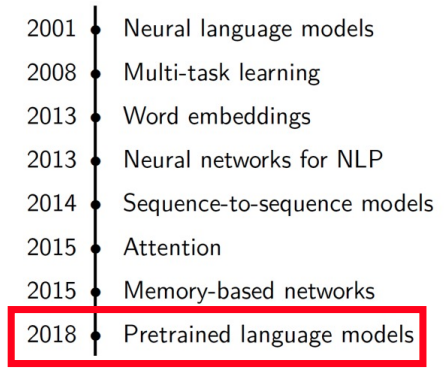 2001 Neural language models
2008 Multi-task learning
2013 Word embeddings
2013 Neural networks for NLP
2014 Sequence-to-sequence models
2015 Attention
2015 Memory-based networks
2018 Pretrained language models